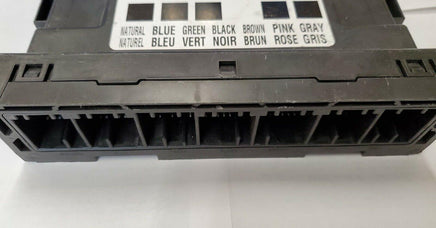 NATURAL BLUE GREEN BLACK BROWN PINK GRAY
NATUREL BLEU VERT NOIR BRUN ROSE GRIS